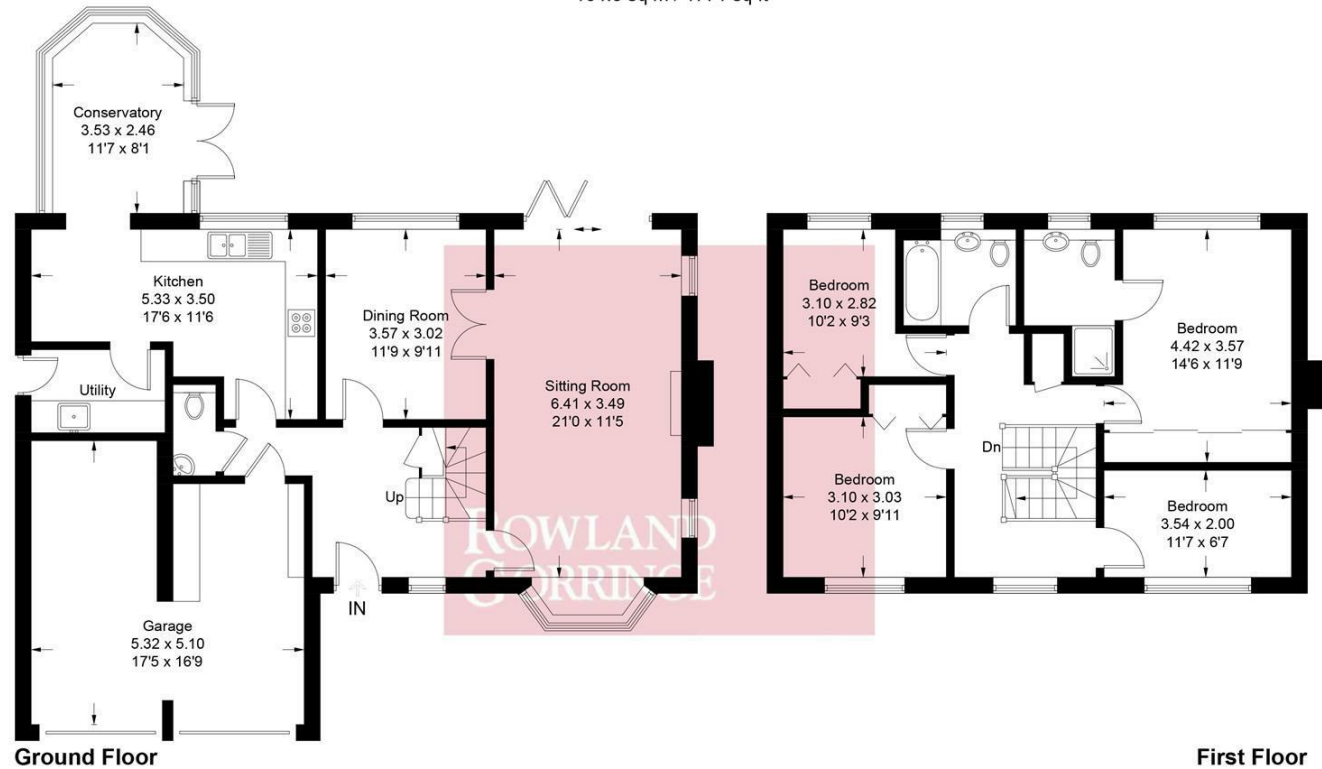 Conservatory
3.53 x 2.46
11'7 x 8'1
Kitchen
5.33 x 3.50
17'6 x 11'6
Dining Room
3.57 x 3.02
11'9 x 9'11
Sitting Room
6.41 x 3.49
21'0 x 11'5
Utility
Up
IN
Garage
5.32 x 5.10
17'5 x 16'9
Ground Floor
Bedroom
3.10 x 2.82
10'2 x 9'3
Bedroom
4.42 x 3.57
14'6 x 11'9
Dn
Bedroom
3.10 x 3.03
10'2 x 9'11
Bedroom
3.54 x 2.00
11'7 x 6'7
First Floor
ROWLAND
GORRINGE